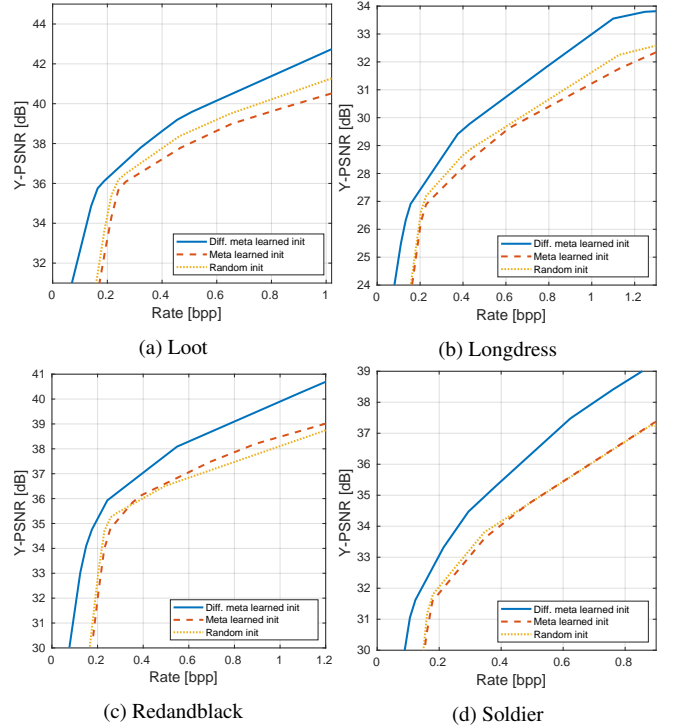 44
42
40
38
36
34
32
Y-PSNR [dB]
0 0.2 0.4 0.6 0.8 1
Rate [bpp]
Diff. meta learned init
Meta learned init
Random init
(a) Loot
34
33
32
31
30
29
28
27
26
25
24
Y-PSNR [dB]
0 0.2 0.4 0.6 0.8 1 1.2
Rate [bpp]
Diff. meta learned init
Meta learned init
Random init
(b) Longdress
41
40
39
38
37
36
35
34
33
32
31
30
Y-PSNR [dB]
0 0.2 0.4 0.6 0.8 1 1.2
Rate [bpp]
Diff. meta learned init
Meta learned init
Random init
(c) Redandblack
39
38
37
36
35
34
33
32
31
30
Y-PSNR [dB]
0 0.2 0.4 0.6 0.8
Rate [bpp]
Diff. meta learned init
Meta learned init
Random init
(d) Soldier